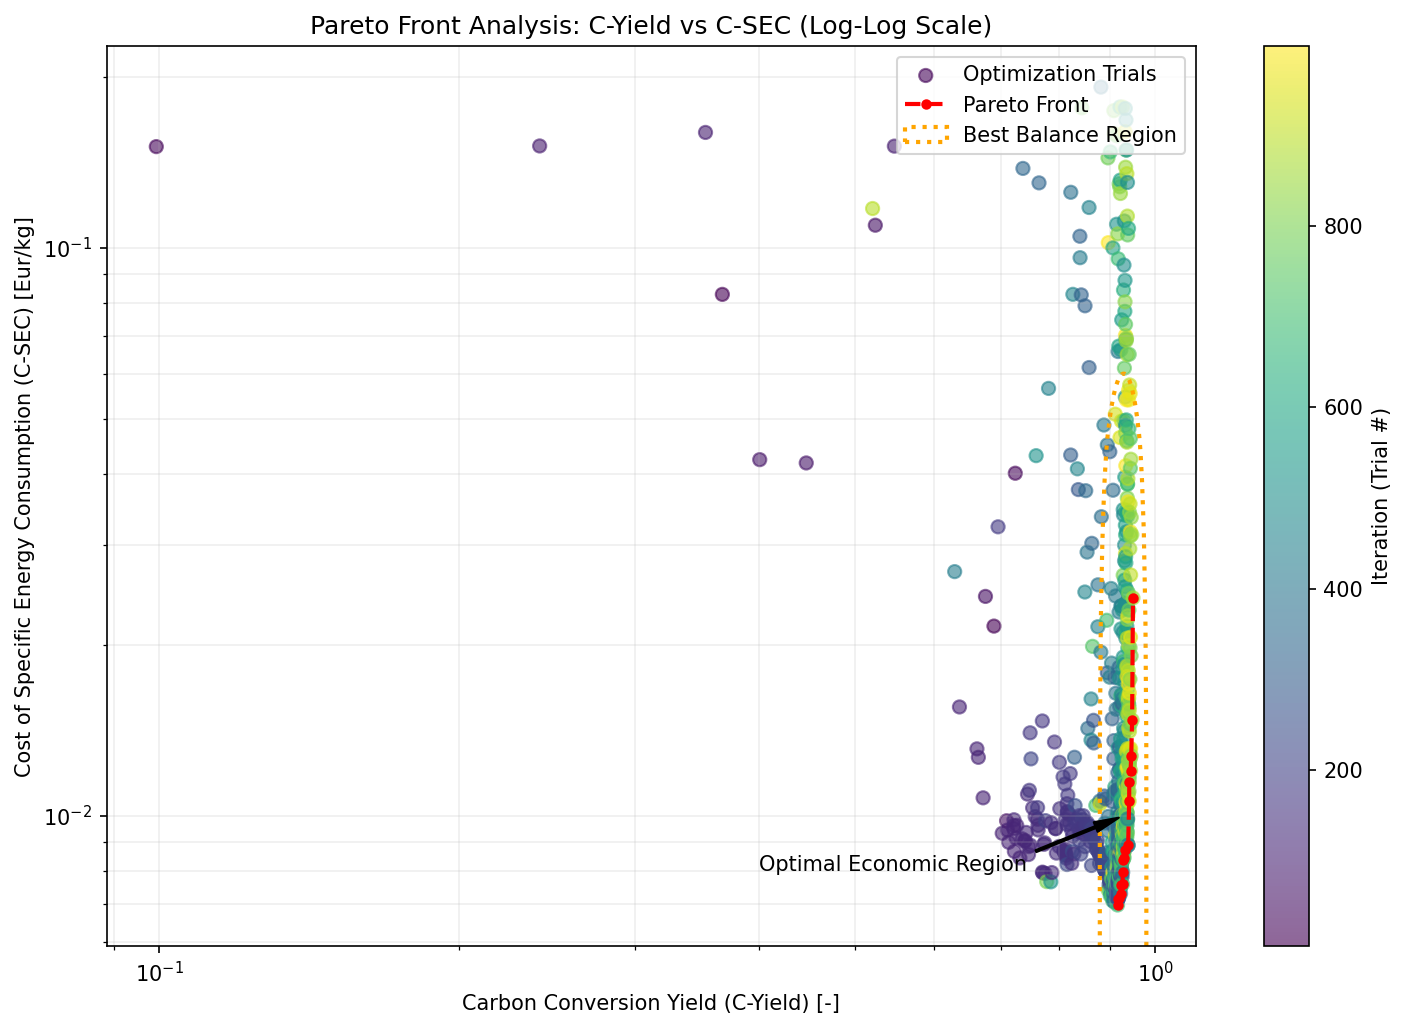 Pareto Front Analysis: C-Yield vs C-SEC (Log-Log Scale)
Optimization Trials
Pareto Front
Best Balance Region
Cost of Specific Energy Consumption (C-SEC) [Eur/kg]
10⁻¹
10⁻²
Optimal Economic Region
10⁻¹
10⁰
Carbon Conversion Yield (C-Yield) [-]
800
600
400
200
Iteration (Trial #)